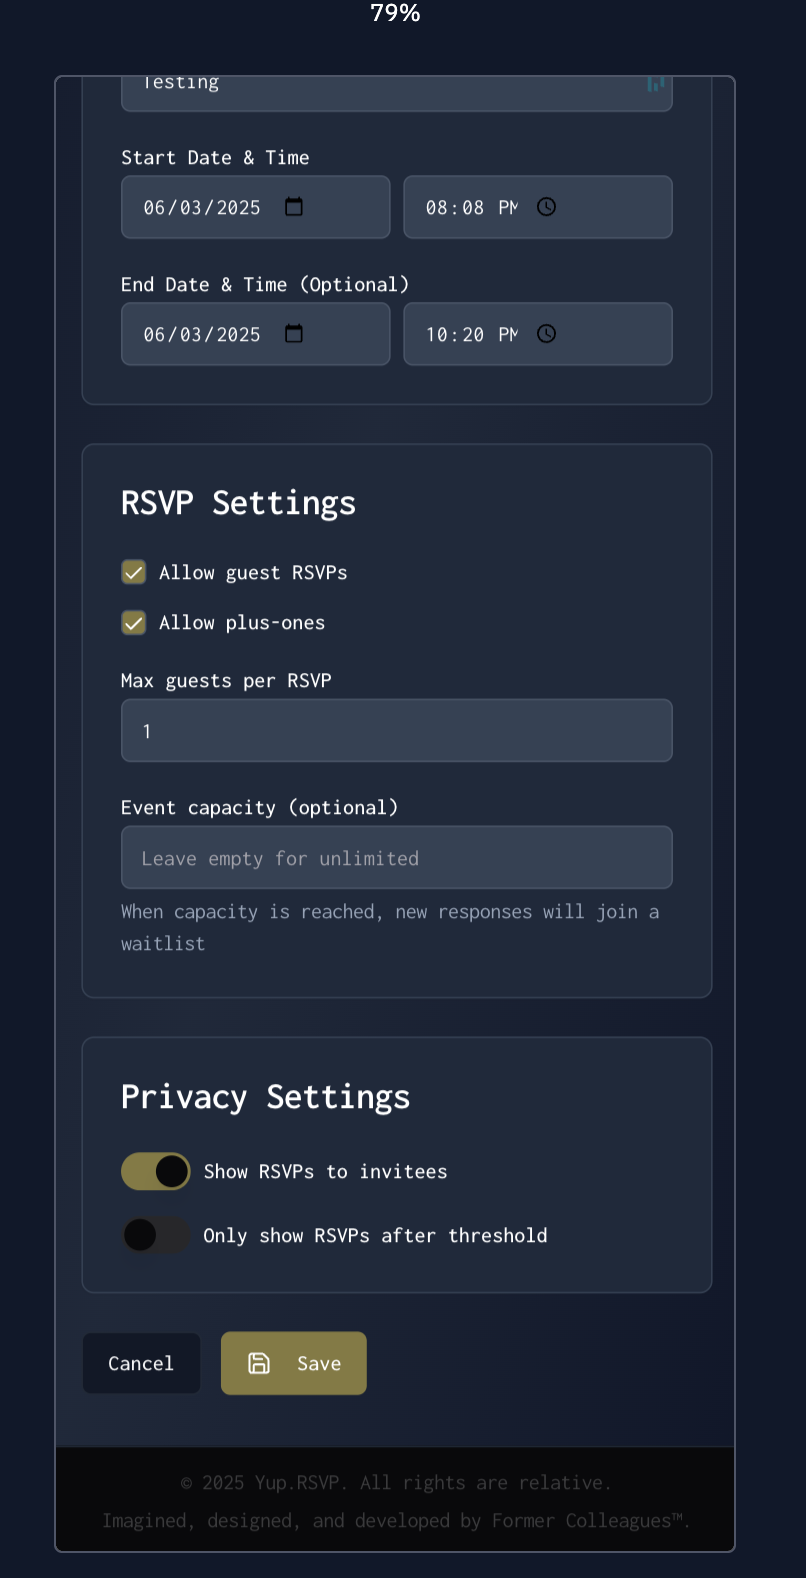 79%
Testing
Start Date & Time
06/03/2025
08:08 PM
End Date & Time (Optional)
06/03/2025
10:20 PM
RSVP Settings
Allow guest RSVPs
Allow plus-ones
Max guests per RSVP
1
Event capacity (optional)
Leave empty for unlimited
When capacity is reached, new responses will join a
waitlist
Privacy Settings
Show RSVPs to invitees
Only show RSVPs after threshold
Cancel
Save
© 2025 Yup.RSVP. All rights are relative.
Imagined, designed, and developed by Former Colleagues™.